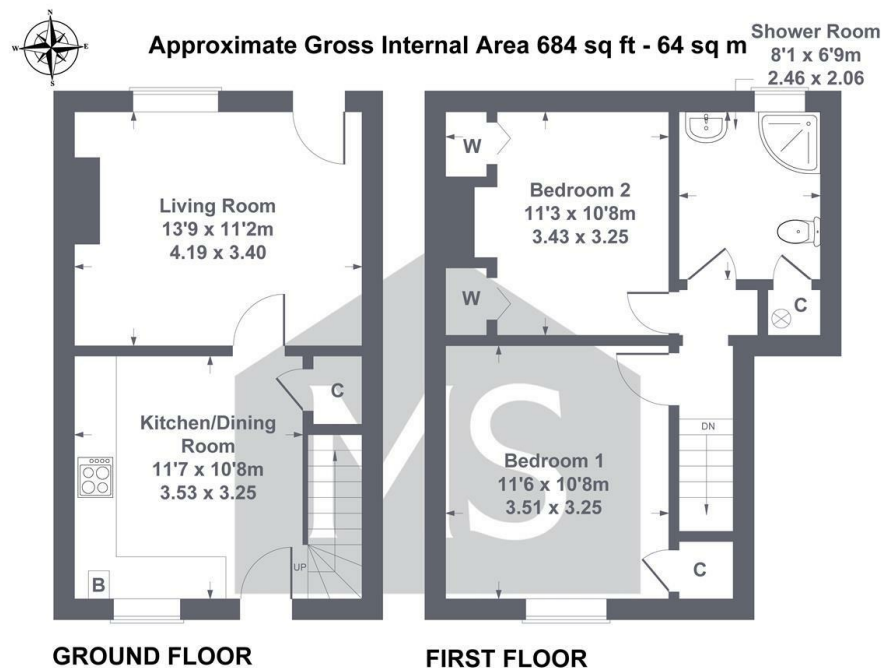 N
W
E
S
Approximate Gross Internal Area 684 sq ft - 64 sq m
Shower Room
8'1 x 6'9m
2.46 x 2.06
Living Room
13'9 x 11'2m
4.19 x 3.40
W
Bedroom 2
11'3 x 10'8m
3.43 x 3.25
W
C
Kitchen/Dining
Room
11'7 x 10'8m
3.53 x 3.25
C
B
UP
MS
Bedroom 1
11'6 x 10'8m
3.51 x 3.25
DN
C
GROUND FLOOR
FIRST FLOOR